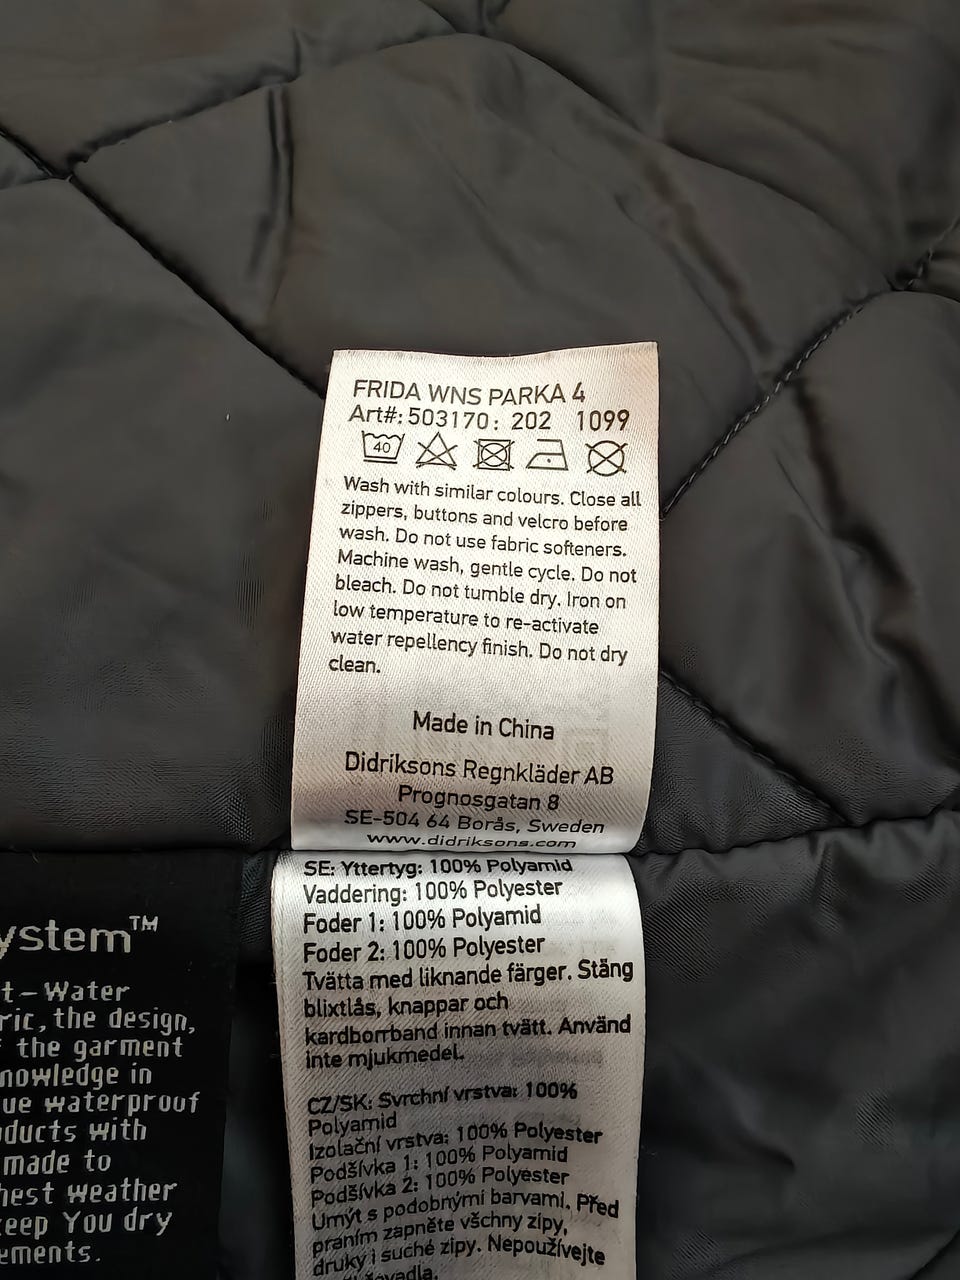 FRIDA WNS PARKA 4
Art#: 503170: 202 1099
40
Wash with similar colours. Close all
zippers, buttons and velcro before
wash. Do not use fabric softeners.
Machine wash, gentle cycle. Do not
bleach. Do not tumble dry. Iron on
low temperature to re-activate
water repellency finish. Do not dry
clean.
Made in China
Didriksons Regnkläder AB
Prognosgatan 8
SE-504 64 Borås, Sweden
www.didriksons.com
SE: Yttertyg: 100% Polyamid
Vaddering: 100% Polyester
Foder 1: 100% Polyamid
Foder 2: 100% Polyester
Tvätta med liknande färger. Stäng
blixtlås, knappar och
kardborrband innan tvätt. Använd
inte mjukmedel.
CZ/SK: Svrchní vrstva: 100%
Polyamid
Izolační vrstva: 100% Polyester
Podšívka 1: 100% Polyamid
Podšívka 2: 100% Polyester
Umýt s podobnými barvami. Před
praním zapněte všchny zipy,
druky i suché zipy. Nepoužívejte
ystem™
t-Water
ric, the design,
the garment
nowledge in
ue waterproof
ducts with
made to
hest weather
eep You dry
ements.